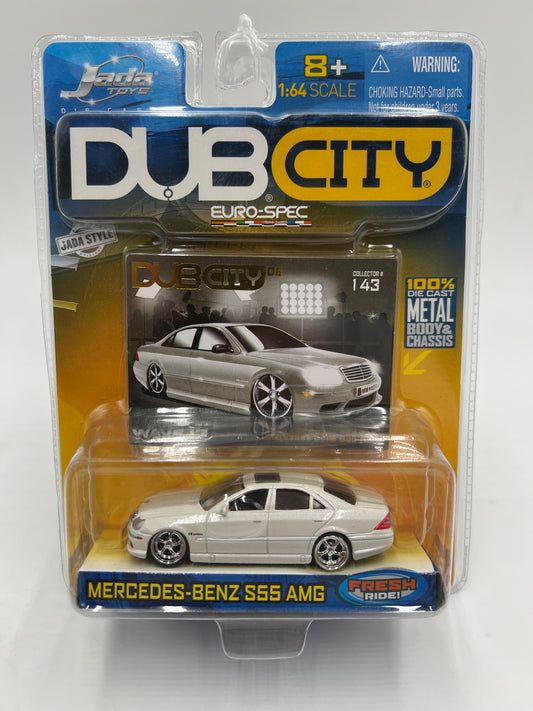 Jada
TOYS
8+
1:64 SCALE
WARNING:
CHOKING HAZARD-Small parts.
Not for children under 3 years.
DUB CITY
EURO-SPEC
JADA STYLE
DUB CITY
COLLECTOR #
143
100%
DIE CAST
METAL
BODY &
CHASSIS
MERCEDES-BENZ S55 AMG
FRESH
RIDE!